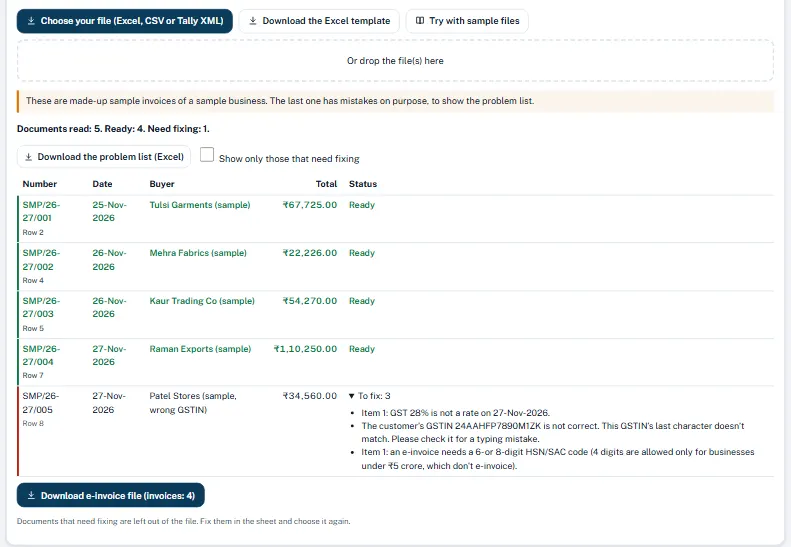 Choose your file (Excel, CSV or Tally XML) Download the Excel template Try with sample files
Or drop the file(s) here
These are made-up sample invoices of a sample business. The last one has mistakes on purpose, to show the problem list.
Documents read: 5. Ready: 4. Need fixing: 1.
Download the problem list (Excel) Show only those that need fixing
Number Date Buyer Total Status
SMP/26- 25-Nov- Tulsi Garments (sample) ₹67,725.00 Ready
27/001 2026
Row 2
SMP/26- 26-Nov- Mehra Fabrics (sample) ₹22,226.00 Ready
27/002 2026
Row 4
SMP/26- 26-Nov- Kaur Trading Co (sample) ₹54,270.00 Ready
27/003 2026
Row 5
SMP/26- 27-Nov- Raman Exports (sample) ₹1,10,250.00 Ready
27/004 2026
Row 7
SMP/26- 27-Nov- Patel Stores (sample, ₹34,560.00 ▼ To fix: 3
27/005 2026 wrong GSTIN) • Item 1: GST 28% is not a rate on 27-Nov-2026.
Row 8 • The customer's GSTIN 24AAHFP7890M1ZK is not correct. This GSTIN's last character doesn't
match. Please check it for a typing mistake.
• Item 1: an e-invoice needs a 6-or 8-digit HSN/SAC code (4 digits are allowed only for businesses
under ₹5 crore, which don't e-invoice).
Download e-invoice file (invoices: 4)
Documents that need fixing are left out of the file. Fix them in the sheet and choose it again.